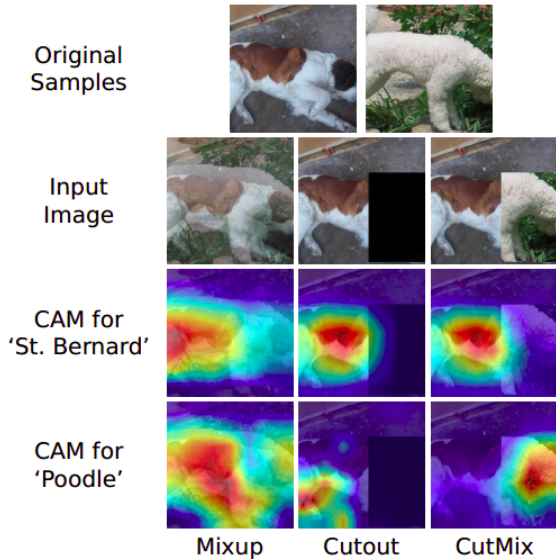 Original
Samples
Input
Image
CAM for
‘St. Bernard’
CAM for
‘Poodle’
Mixup Cutout CutMix